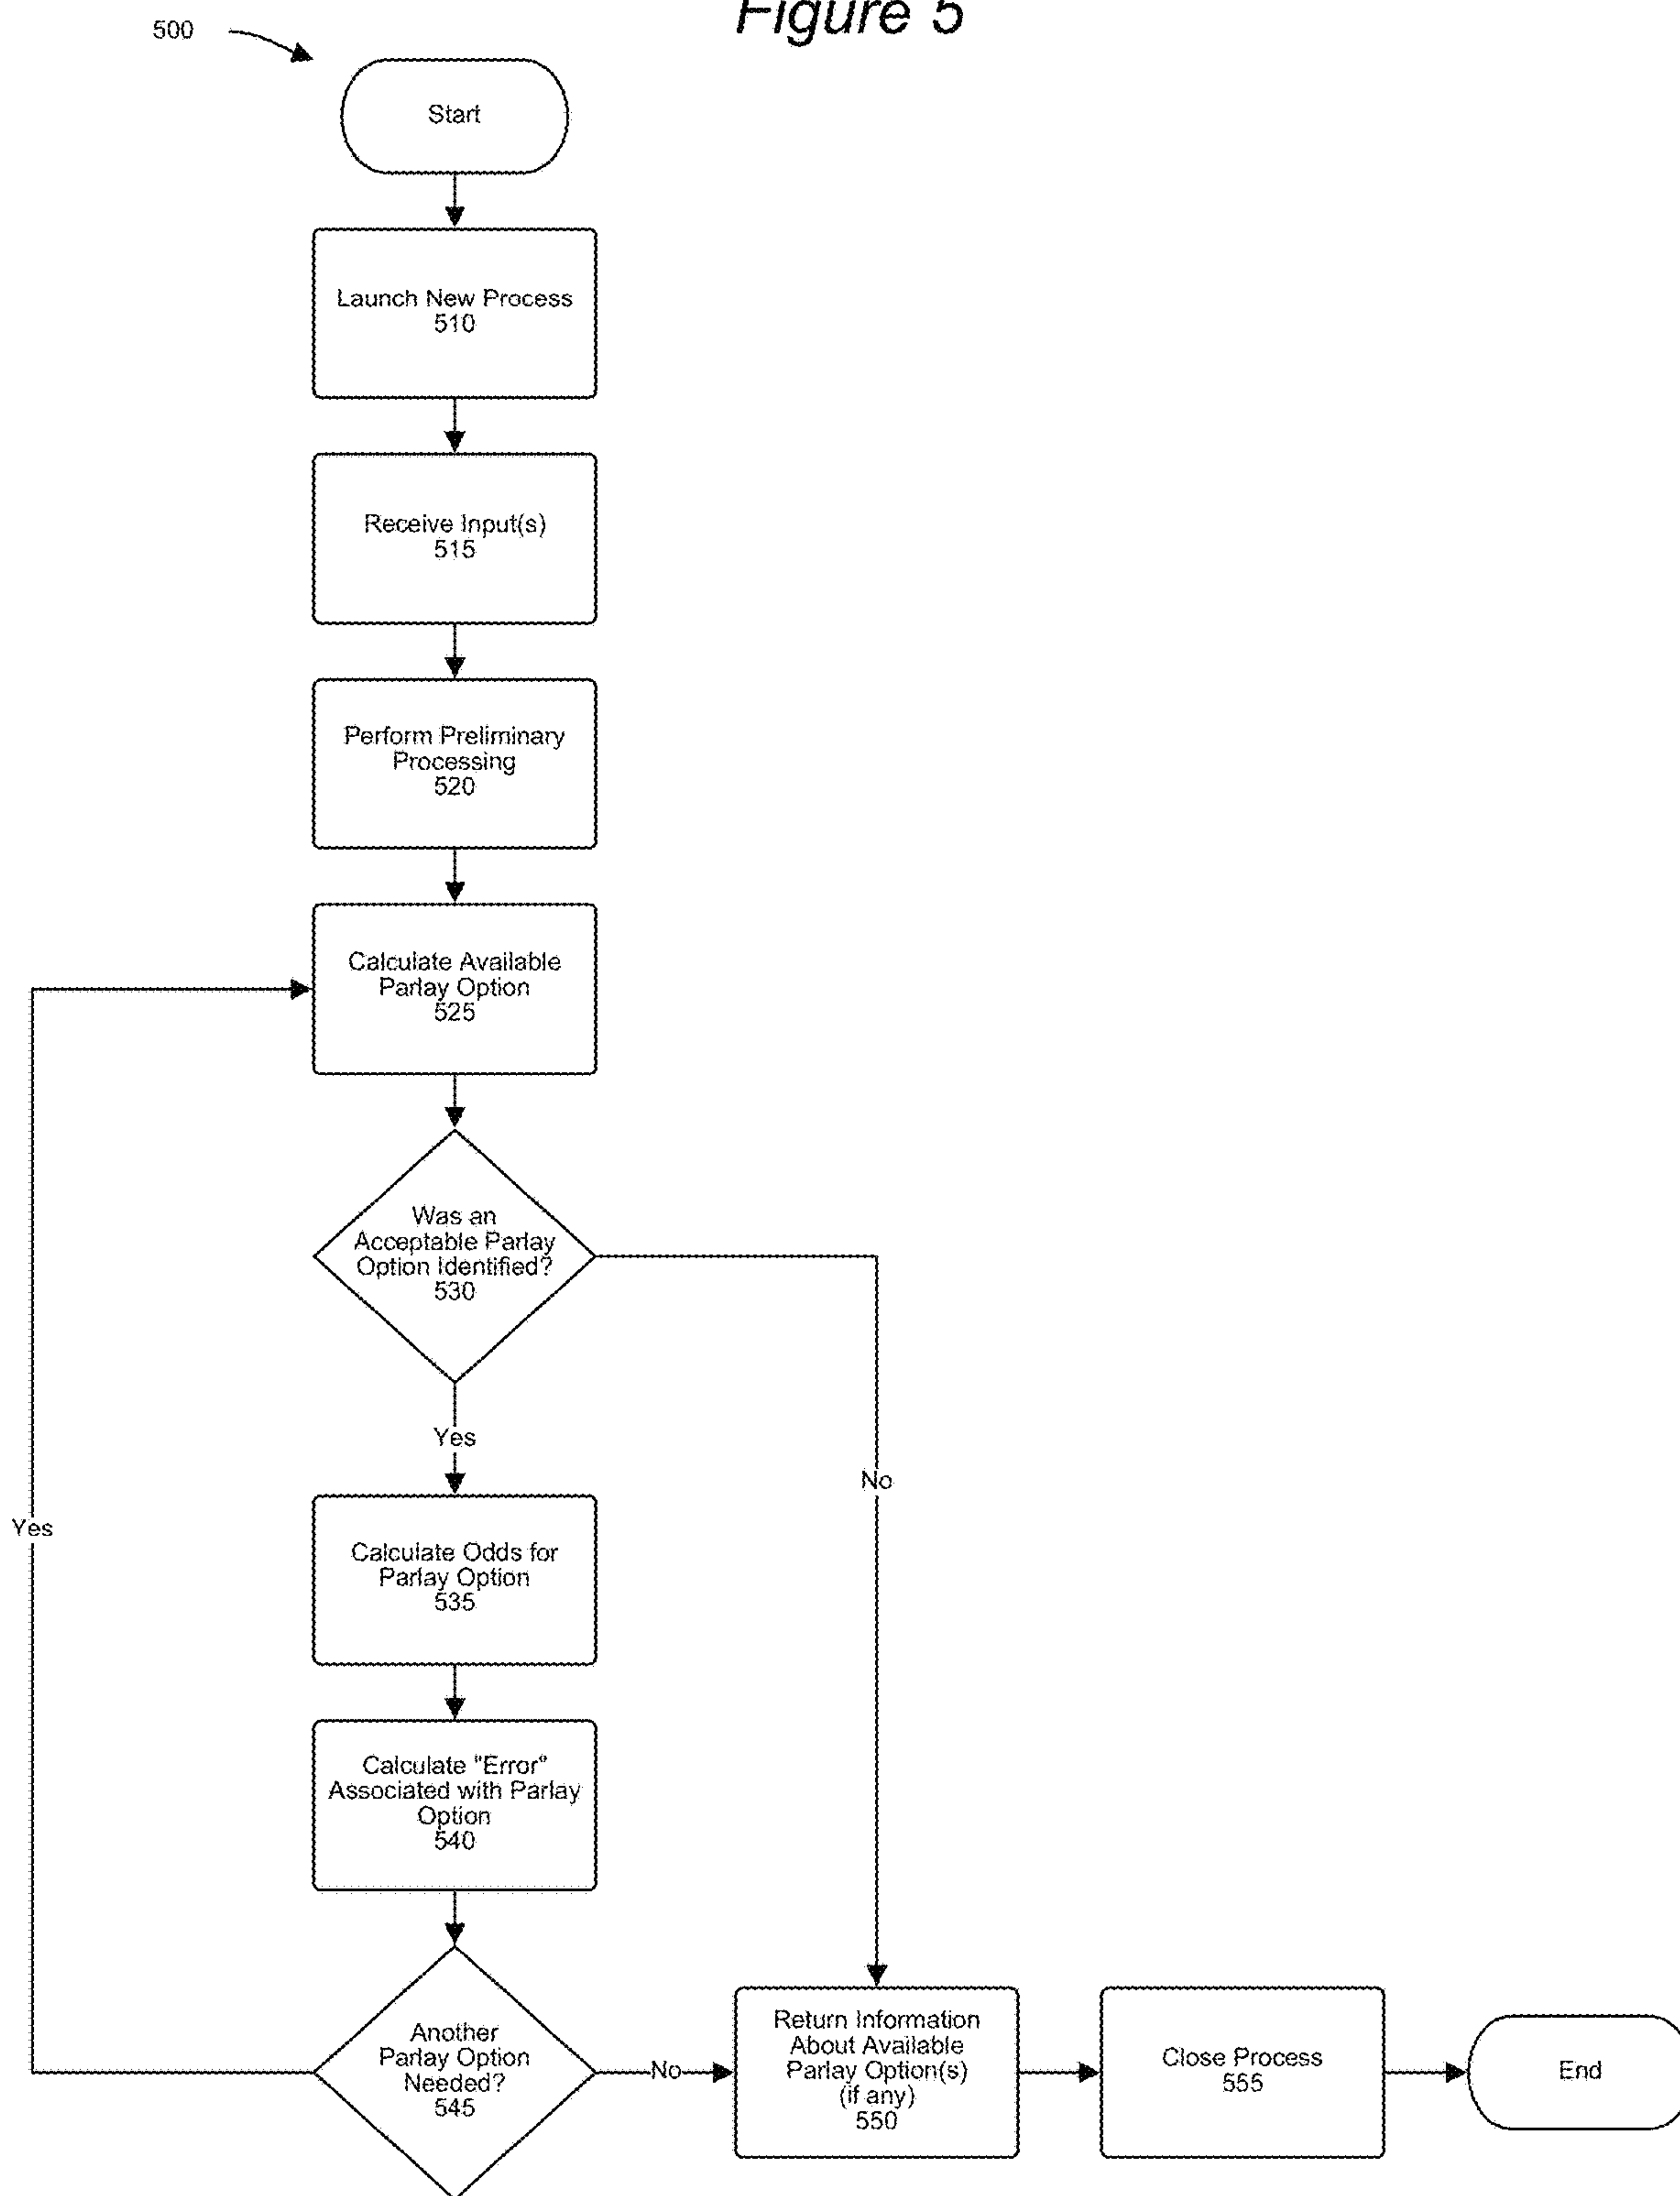 Figure 5
500
Start
Launch New Process
510
Receive Input(s)
515
Perform Preliminary
Processing
520
Calculate Available
Parlay Option
525
Was an
Acceptable Parlay
Option Identified?
530
Yes
No
Yes
Calculate Odds for
Parlay Option
535
Calculate "Error"
Associated with Parlay
Option
540
Another
Parlay Option
Needed?
545
No
Return Information
About Available
Parlay Option(s)
(if any)
550
Close Process
555
End